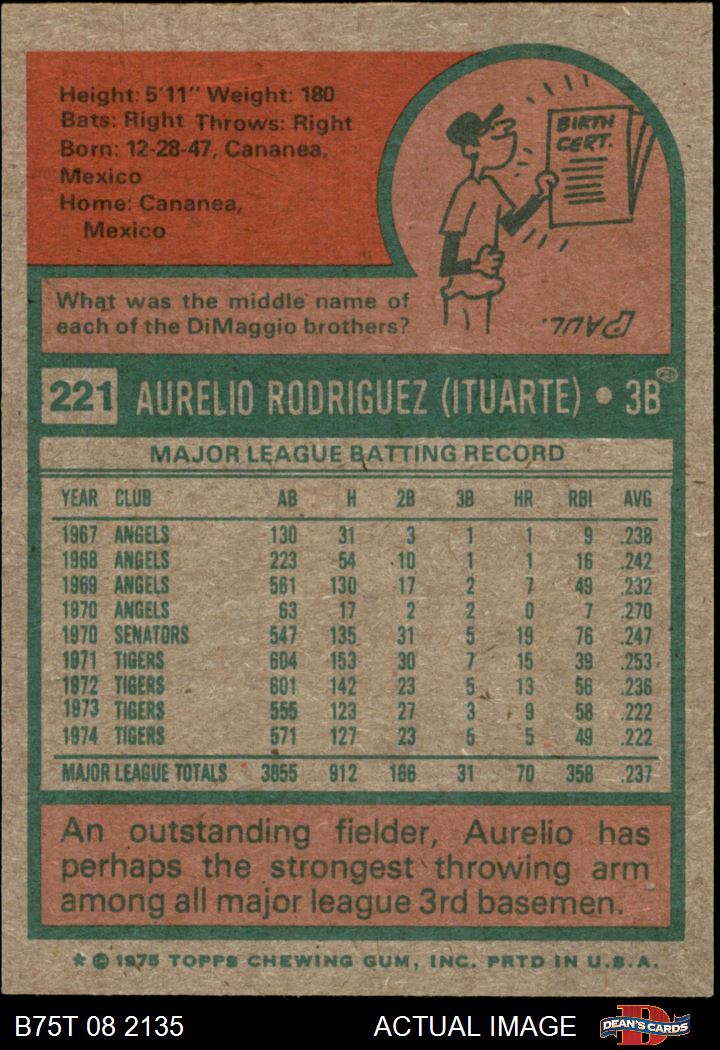 Height: 5'11" Weight: 180
Bats: Right Throws: Right
Born: 12-28-47, Cananea,
Mexico
Home: Cananea,
Mexico
BIRTH
CERT.
What was the middle name of
each of the DiMaggio brothers?
PAUL.
221 AURELIO RODRIGUEZ (ITUARTE) • 3B
MAJOR LEAGUE BATTING RECORD
YEAR CLUB AB H 2B 3B HR RBI AVG
1967 ANGELS 130 31 3 1 1 9 .238
1968 ANGELS 223 54 10 1 1 16 .242
1969 ANGELS 561 130 17 2 7 49 .232
1970 ANGELS 63 17 2 2 0 7 .270
1970 SENATORS 547 135 31 5 19 76 .247
1971 TIGERS 604 153 30 7 15 39 .253
1972 TIGERS 601 142 23 5 13 56 .236
1973 TIGERS 555 123 27 3 9 58 .222
1974 TIGERS 571 127 23 5 5 49 .222
MAJOR LEAGUE TOTALS 3855 912 166 31 70 358 .237
An outstanding fielder, Aurelio has
perhaps the strongest throwing arm
among all major league 3rd basemen.
* © 1975 TOPPS CHEWING GUM, INC. PRTD IN U.S.A.
B75T 08 2135 ACTUAL IMAGE D DEAN'S CARDS